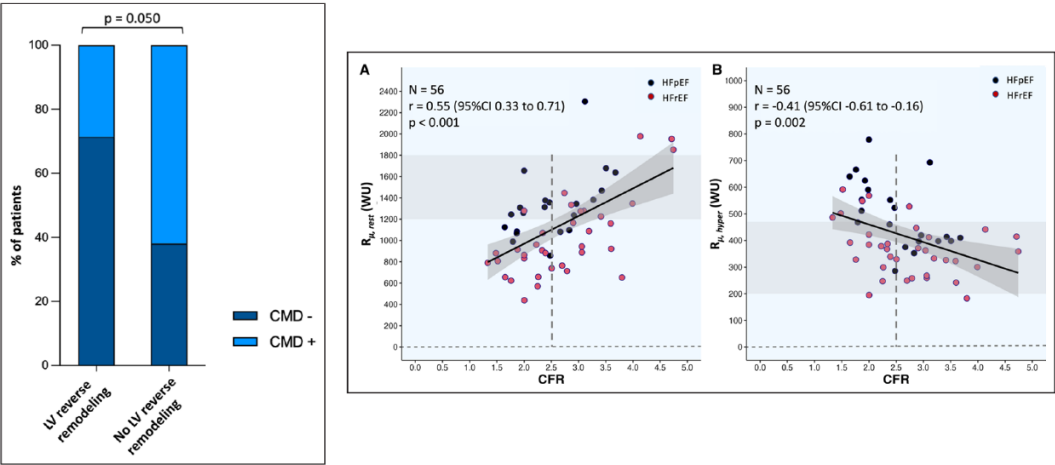 p = 0.050
100
80
60
40
20
0
% of patients
LV reverse
remodeling
No LV reverse
remodeling
CMD -
CMD +
A
N = 56
r = 0.55 (95%CI 0.33 to 0.71)
p < 0.001
HFpEF
HFrEF
2400
2200
2000
1800
1600
1400
1200
1000
800
600
400
200
0
Rμ, rest (WU)
0.0 0.5 1.0 1.5 2.0 2.5 3.0 3.5 4.0 4.5 5.0
CFR
B
N = 56
r = -0.41 (95%CI -0.61 to -0.16)
p = 0.002
HFpEF
HFrEF
1000
900
800
700
600
500
400
300
200
100
0
Rμ, hyper (WU)
0.0 0.5 1.0 1.5 2.0 2.5 3.0 3.5 4.0 4.5 5.0
CFR